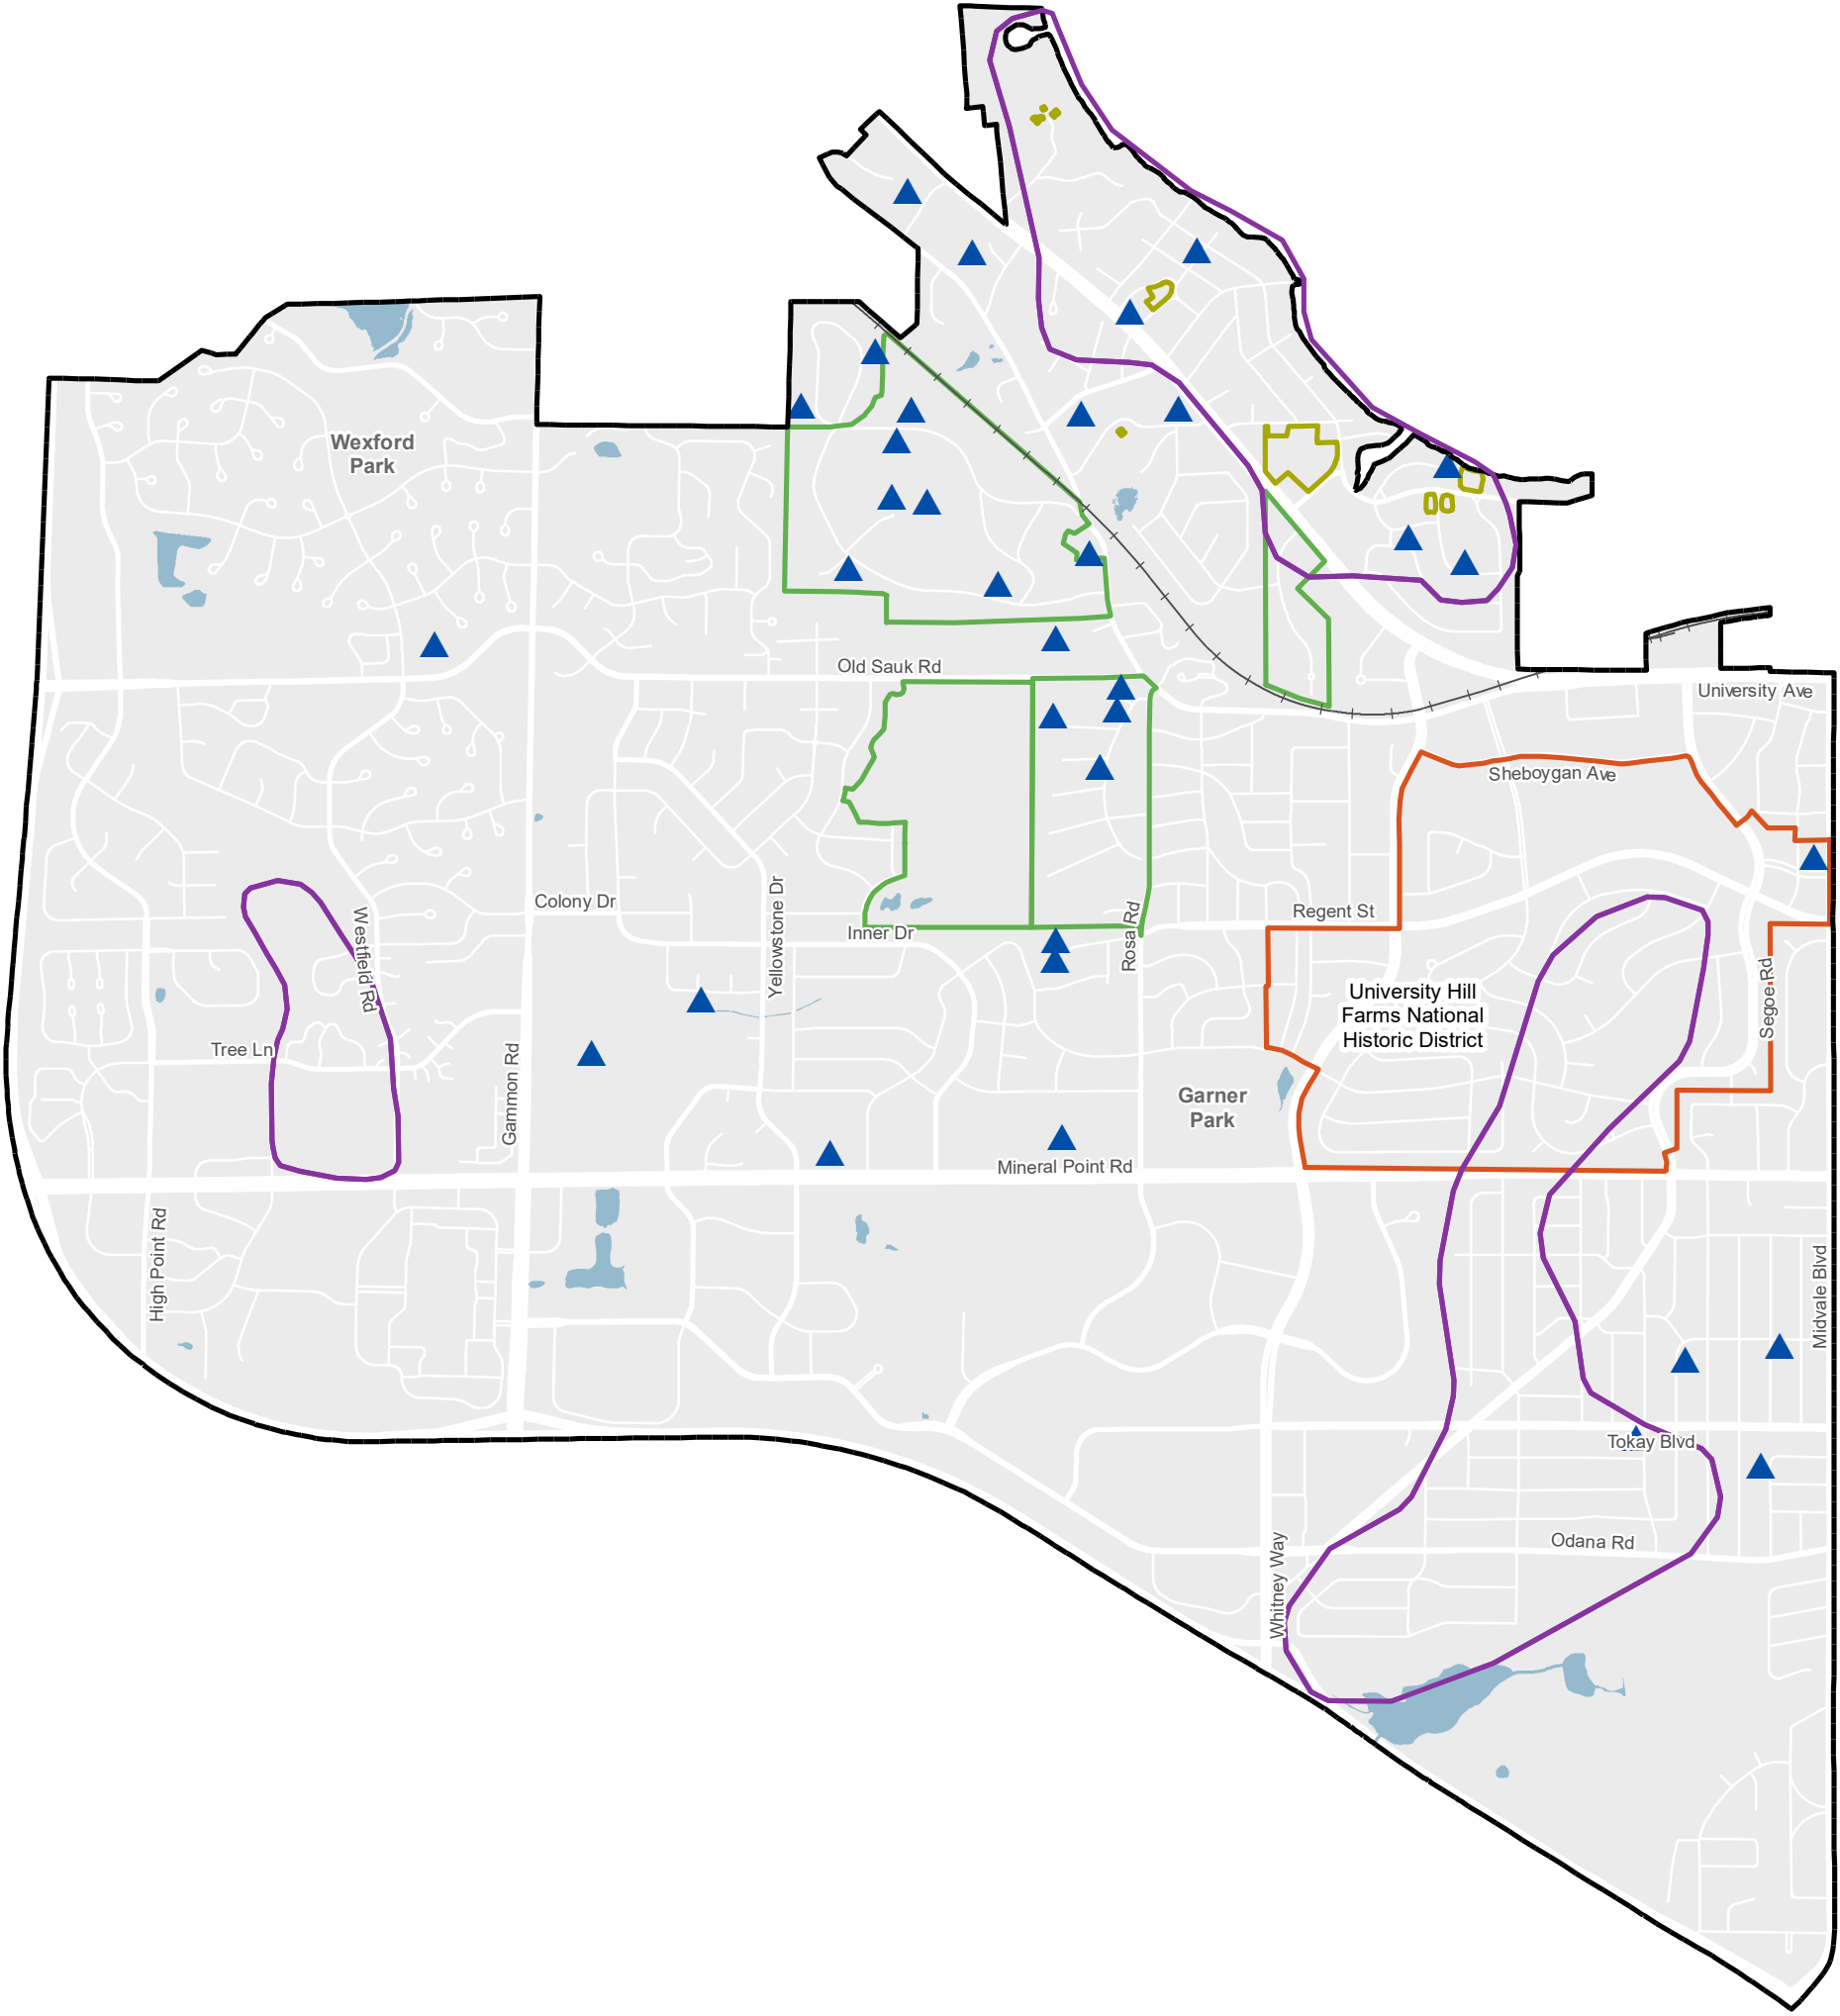 Wexford
Park
Old Sauk Rd
University Ave
Sheboygan Ave
Colony Dr
Yellowstone Dr
Inner Dr
Rosa Rd
Regent St
Westfield Rd
University Hill
Farms National
Historic District
Segoe Rd
Tree Ln
Gammon Rd
Garner
Park
Mineral Point Rd
High Point Rd
Midvale Blvd
Tokay Blvd
Odana Rd
Whitney Way